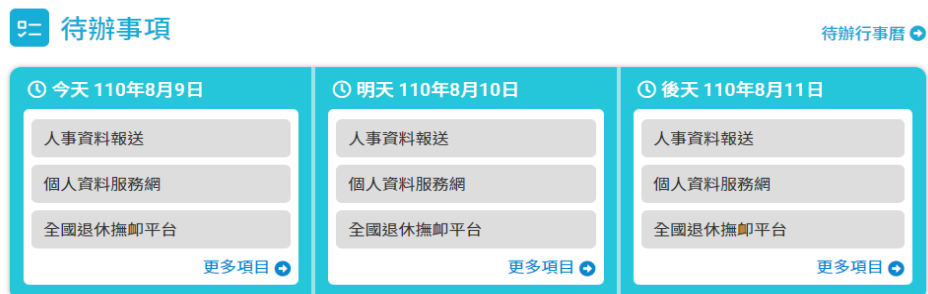 待辦事項
待辦行事曆
今天 110年8月9日
人事資料報送
個人資料服務網
全國退休撫卹平台
更多項目
明天 110年8月10日
人事資料報送
個人資料服務網
全國退休撫卹平台
更多項目
後天 110年8月11日
人事資料報送
個人資料服務網
全國退休撫卹平台
更多項目